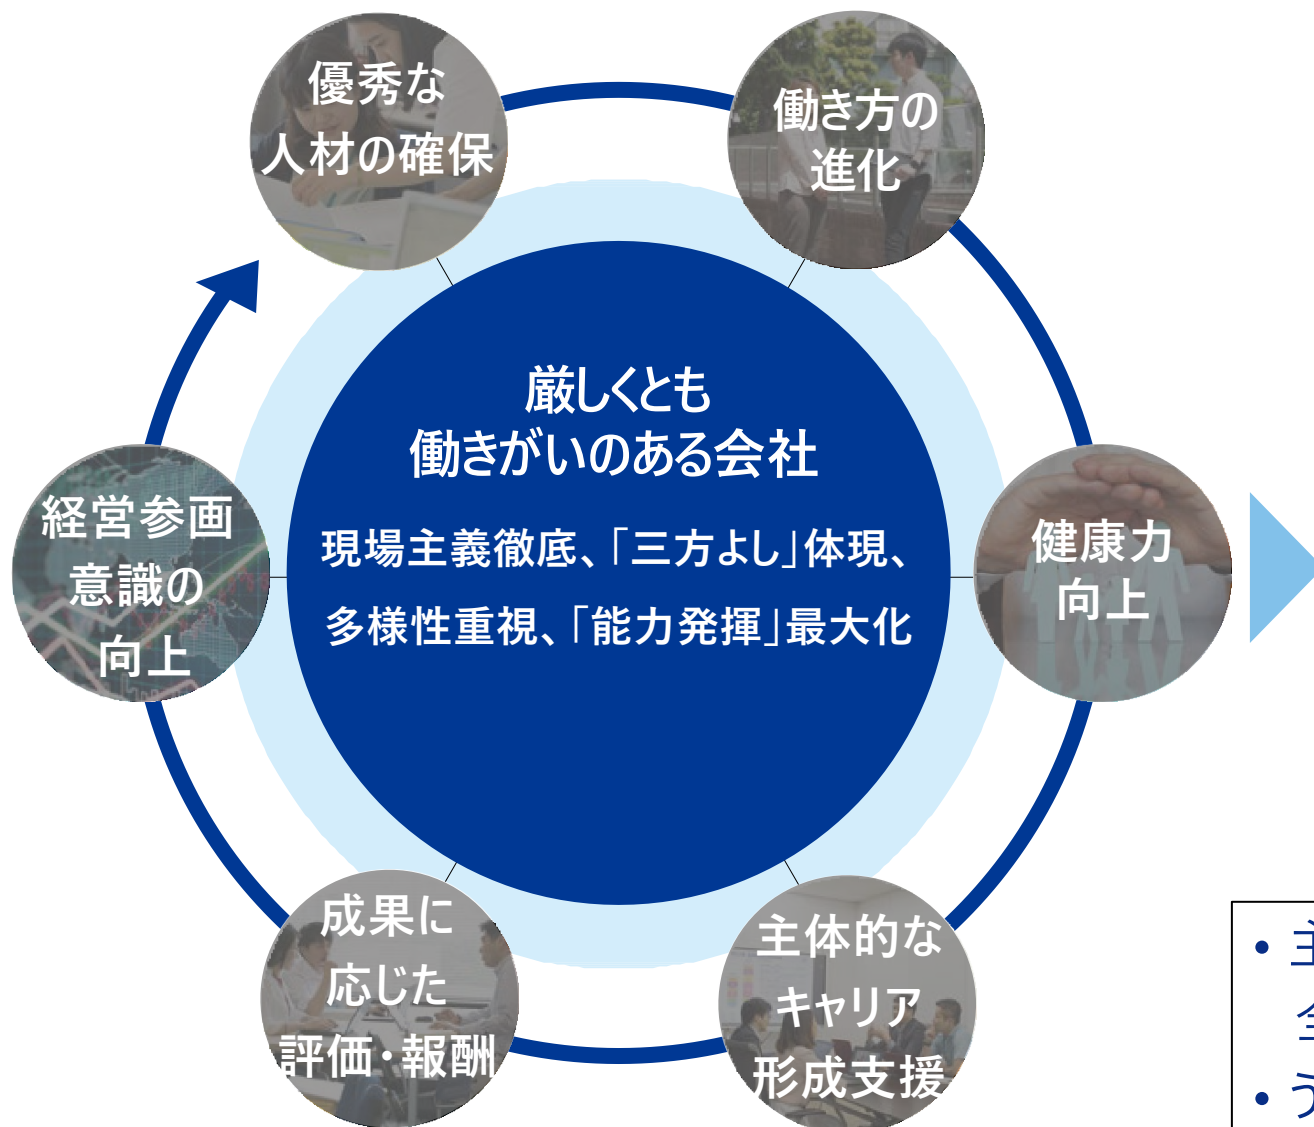 優秀な
人材の確保
働き方の
進化
健康力
向上
主体的な
キャリア
形成支援
成果に
応じた
評価・報酬
経営参画
意識の
向上
厳しくとも
働きがいのある会社
現場主義徹底、「三方よし」体現、
多様性重視、「能力発揮」最大化
• 主